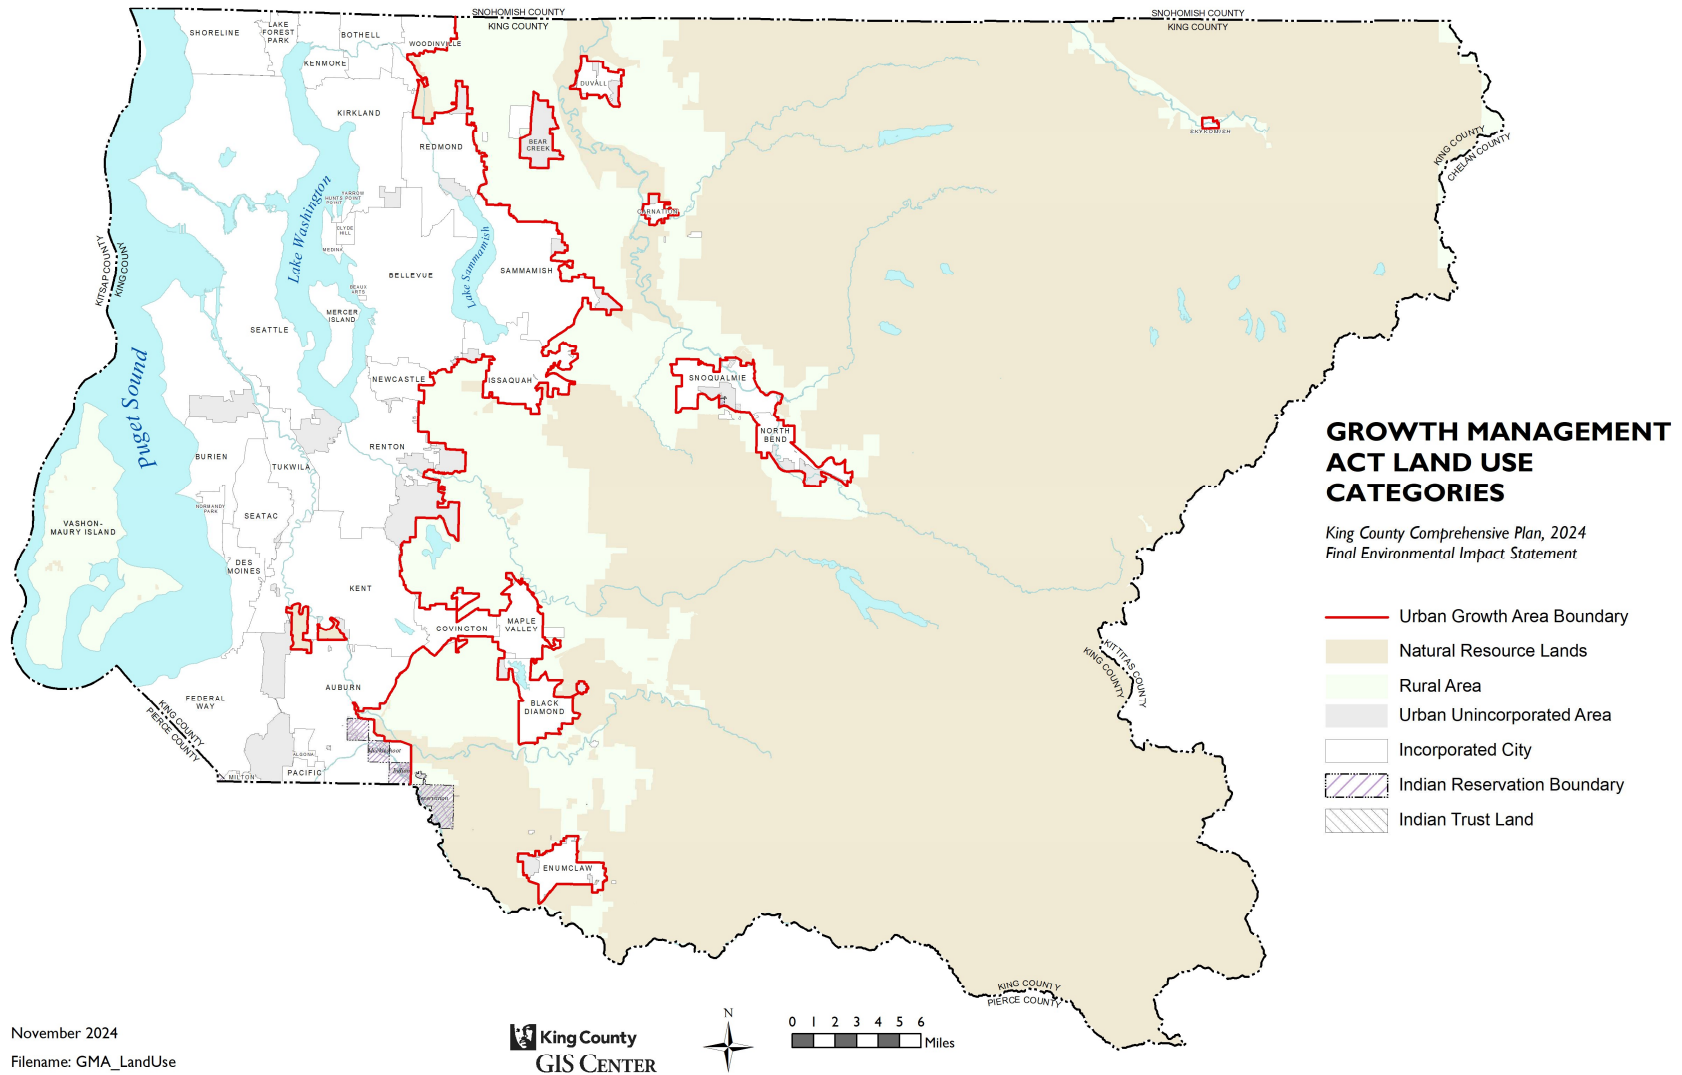 SNOHOMISH COUNTY
KING COUNTY
SNOHOMISH COUNTY
KING COUNTY
SHORELINE
LAKE
FOREST
PARK
BOTHELL
WOODINVILLE
KENMORE
DUVALL
KIRKLAND
REDMOND
BEAR
CREEK
SKYKOMISH
KING COUNTY
CHELAN COUNTY
YARROW
POINT
HUNTS
POINT
CARNATION
CLYDE
HILL
MEDINA
Lake Washington
Lake Sammamish
KITSAP COUNTY
KING COUNTY
BELLEVUE
SAMMAMISH
BEAUX
ARTS
MERCER
ISLAND
SEATTLE
Puget Sound
NEWCASTLE
ISSAQUAH
SNOQUALMIE
NORTH
BEND
RENTON
BURIEN
TUKWILA
NORMANDY
PARK
SEATAC
VASHON-
MAURY ISLAND
DES
MOINES
KENT
COVINGTON
MAPLE
VALLEY
KITTITAS COUNTY
KING COUNTY
AUBURN
FEDERAL
WAY
BLACK
DIAMOND
KING COUNTY
PIERCE COUNTY
Muckleshoot
Indian
Reservation
ALGONA
PACIFIC
MILTON
ENUMCLAW
KING COUNTY
PIERCE COUNTY
GROWTH MANAGEMENT
ACT LAND USE
CATEGORIES
King County Comprehensive Plan, 2024
Final Environmental Impact Statement
Urban Growth Area Boundary
Natural Resource Lands
Rural Area
Urban Unincorporated Area
Incorporated City
Indian Reservation Boundary
Indian Trust Land
November 2024
Filename: GMA_LandUse
King County
GIS CENTER
N
0 1 2 3 4 5 6
Miles